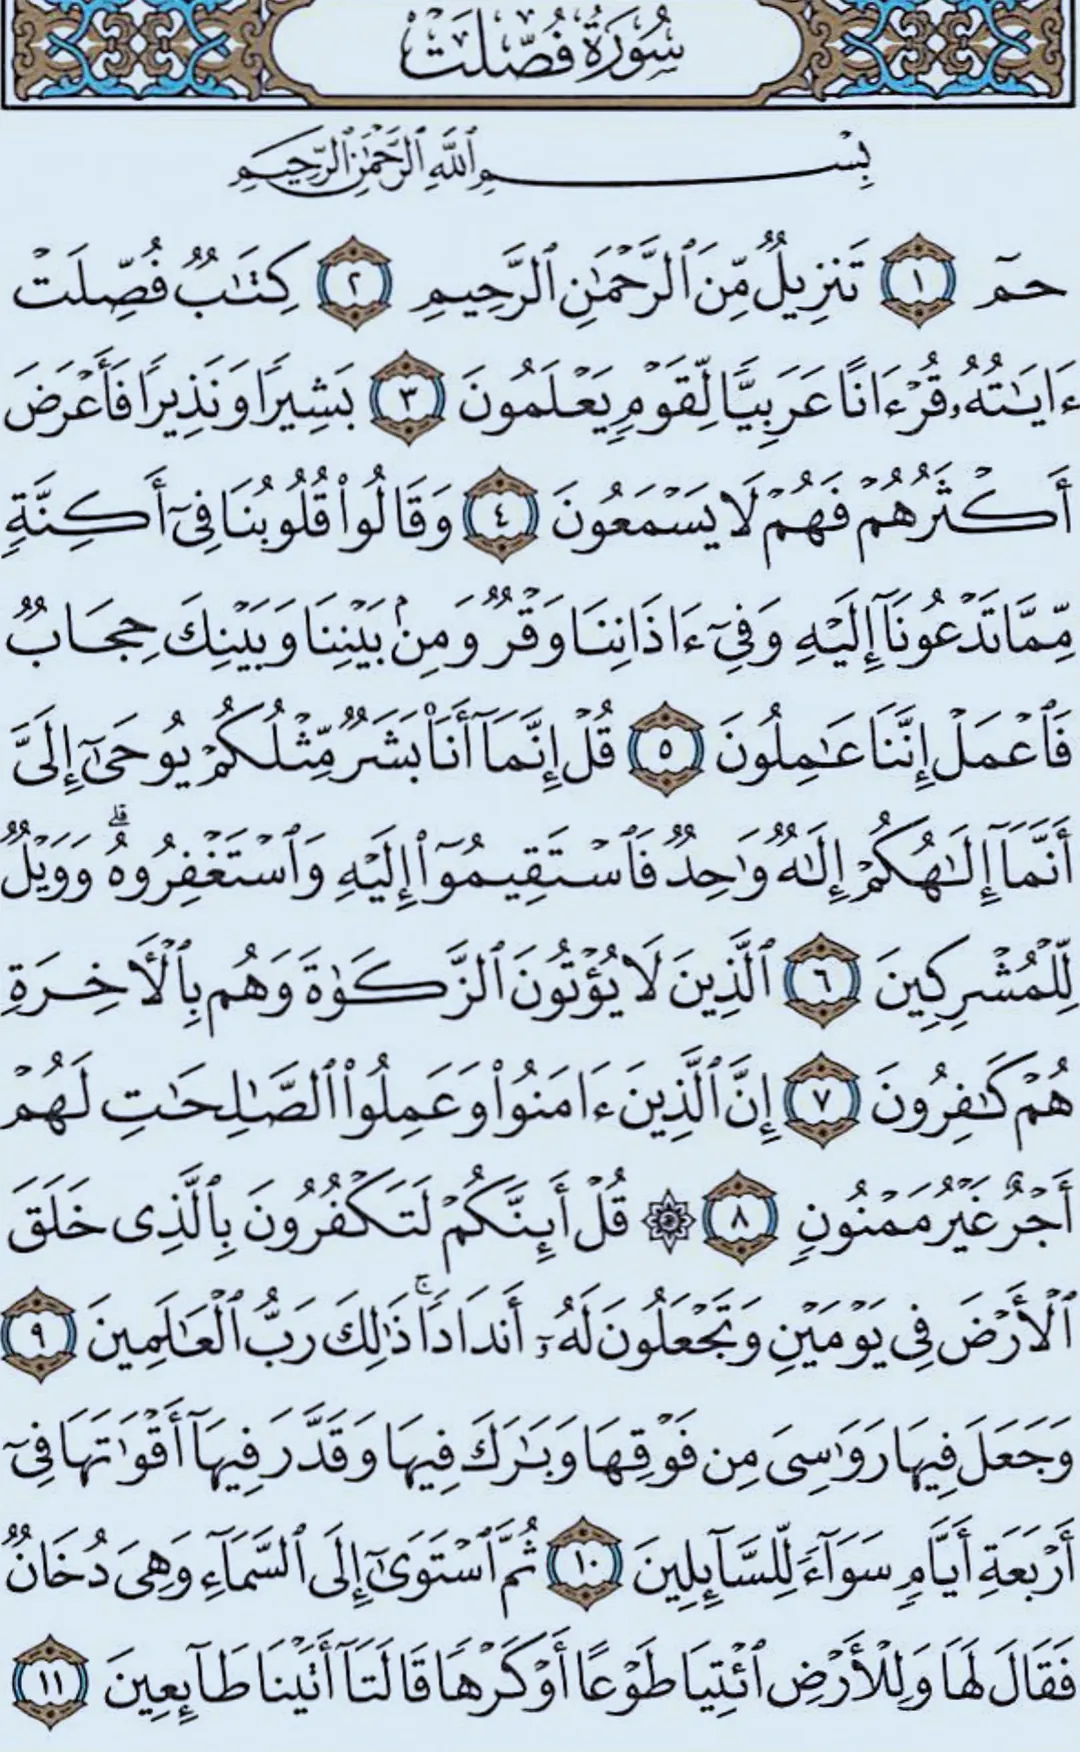 سُورَةُ فُصِّلَتْ
بِسْمِ ٱللَّهِ ٱلرَّحْمَٰنِ ٱلرَّحِيمِ
حمٓ ١ تَنزِيلٌ مِّنَ ٱلرَّحْمَٰنِ ٱلرَّحِيمِ ٢ كِتَٰبٌ فُصِّلَتْ
ءَايَٰتُهُۥ قُرْءَانًا عَرَبِيًّا لِّقَوْمٍ يَعْلَمُونَ ٣ بَشِيرًا وَنَذِيرًا فَأَعْرَضَ
أَكْثَرُهُمْ فَهُمْ لَا يَسْمَعُونَ ٤ وَقَالُوا۟ قُلُوبُنَا فِىٓ أَكِنَّةٍ
مِّمَّا تَدْعُونَآ إِلَيْهِ وَفِىٓ ءَاذَانِنَا وَقْرٌ وَمِنۢ بَيْنِنَا وَبَيْنِكَ حِجَابٌ
فَٱعْمَلْ إِنَّنَا عَٰمِلُونَ ٥ قُلْ إِنَّمَآ أَنَا۠ بَشَرٌ مِّثْلُكُمْ يُوحَىٰٓ إِلَىَّ
أَنَّمَآ إِلَٰهُكُمْ إِلَٰهٌ وَٰحِدٌ فَٱسْتَقِيمُوٓا۟ إِلَيْهِ وَٱسْتَغْفِرُوهُ ۗ وَوَيْلٌ
لِّلْمُشْرِكِينَ ٦ ٱلَّذِينَ لَا يُؤْتُونَ ٱلزَّكَوٰةَ وَهُم بِٱلْأَخِرَةِ
هُمْ كَٰفِرُونَ ٧ إِنَّ ٱلَّذِينَ ءَامَنُوا۟ وَعَمِلُوا۟ ٱلصَّٰلِحَٰتِ لَهُمْ
أَجْرٌ غَيْرُ مَمْنُونٍ ٨ ۞ قُلْ أَئِنَّكُمْ لَتَكْفُرُونَ بِٱلَّذِى خَلَقَ
ٱلْأَرْضَ فِى يَوْمَيْنِ وَتَجْعَلُونَ لَهُۥٓ أَندَادًا ۚ ذَٰلِكَ رَبُّ ٱلْعَٰلَمِينَ ٩
وَجَعَلَ فِيهَا رَوَٰسِىَ مِن فَوْقِهَا وَبَٰرَكَ فِيهَا وَقَدَّرَ فِيهَآ أَقْوَٰتَهَا فِىٓ
أَرْبَعَةِ أَيَّامٍ سَوَآءً لِّلسَّآئِلِينَ ١٠ ثُمَّ ٱسْتَوَىٰٓ إِلَى ٱلسَّمَآءِ وَهِىَ دُخَانٌ
فَقَالَ لَهَا وَلِلْأَرْضِ ٱئْتِيَا طَوْعًا أَوْ كَرْهًا قَالَتَآ أَتَيْنَا طَآئِعِينَ ١١